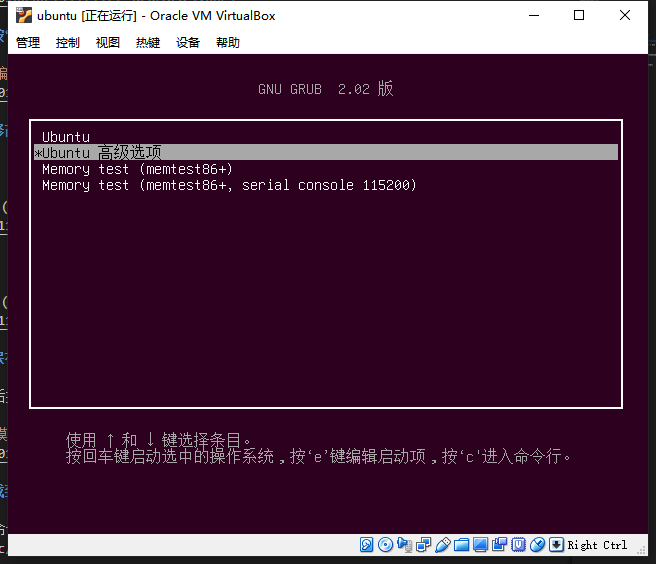 ubuntu [正在运行] - Oracle VM VirtualBox
管理 控制 视图 热键 设备 帮助
GNU GRUB 2.02 版
Ubuntu
*Ubuntu 高级选项
Memory test (memtest86+)
Memory test (memtest86+, serial console 115200)
使用 ↑ 和 ↓ 键选择条目。
按回车键启动选中的操作系统，按‘e’键编辑启动项，按‘c'进入命令行。
Right Ctrl